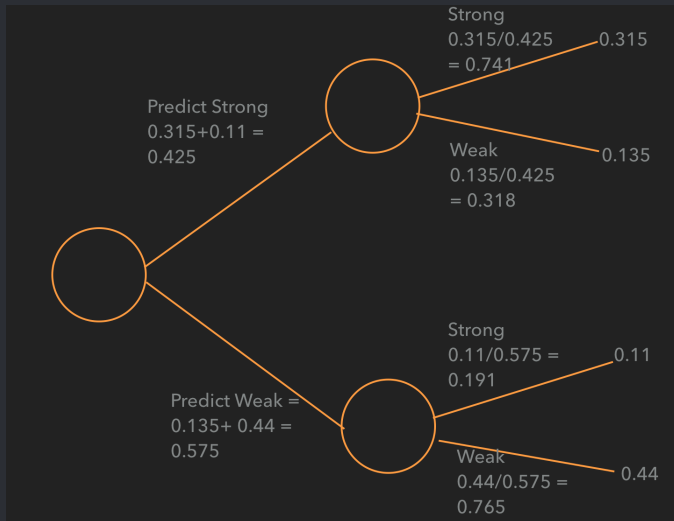 Strong
0.315/0.425
= 0.741
0.315
Predict Strong
0.315+0.11 =
0.425
Weak
0.135/0.425
= 0.318
0.135
Strong
0.11/0.575 =
0.191
0.11
Predict Weak =
0.135+ 0.44 =
0.575
Weak
0.44/0.575 =
0.765
0.44